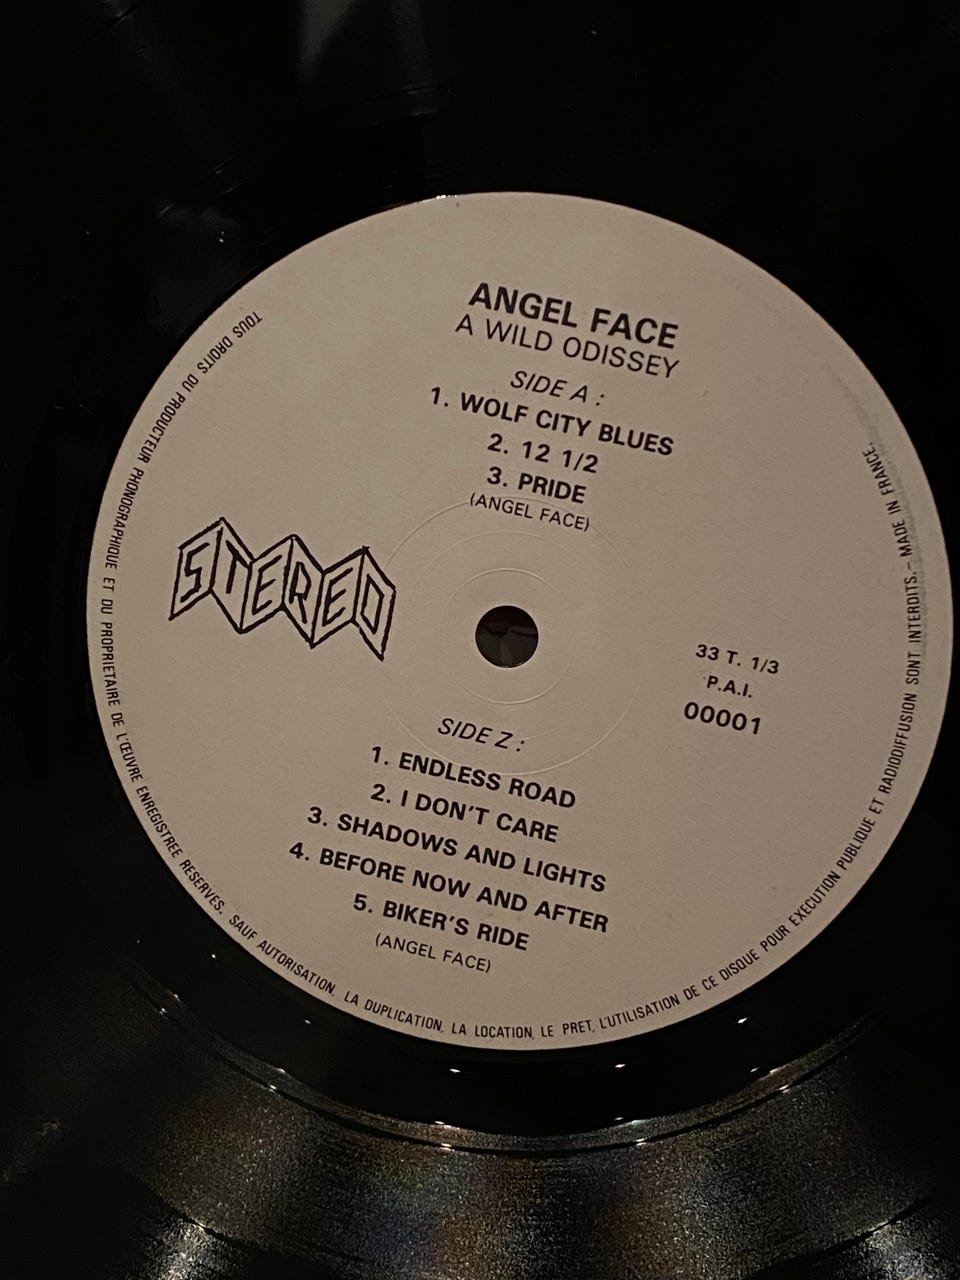 ANGEL FACE
A WILD ODISSEY
SIDE A :
1. WOLF CITY BLUES
2. 12 1/2
3. PRIDE
(ANGEL FACE)
STEREO
33 T. 1/3
P.A.I.
00001
SIDE Z :
1. ENDLESS ROAD
2. I DON'T CARE
3. SHADOWS AND LIGHTS
4. BEFORE NOW AND AFTER
5. BIKER'S RIDE
(ANGEL FACE)
TOUS DROITS DU PRODUCTEUR PHONOGRAPHIQUE ET DU PROPRIETAIRE DE L'ŒUVRE ENREGISTREE RESERVES. SAUF AUTORISATION. LA DUPLICATION. LA LOCATION, LE PRET, L'UTILISATION DE CE DISQUE POUR EXECUTION PUBLIQUE ET RADIODIFFUSION SONT INTERDITS. – MADE IN FRANCE.